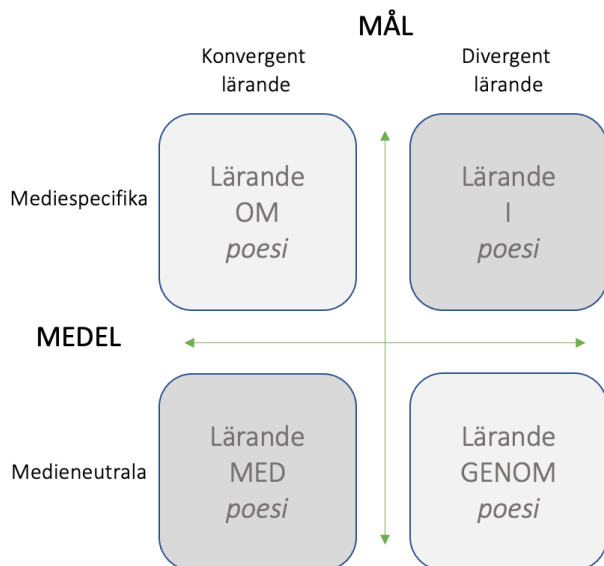 MÅL
Konvergent
lärande
Divergent
lärande
Mediespecifika
Lärande
OM
poesi
Lärande
I
poesi
MEDEL
Medieneutrala
Lärande
MED
poesi
Lärande
GENOM
poesi